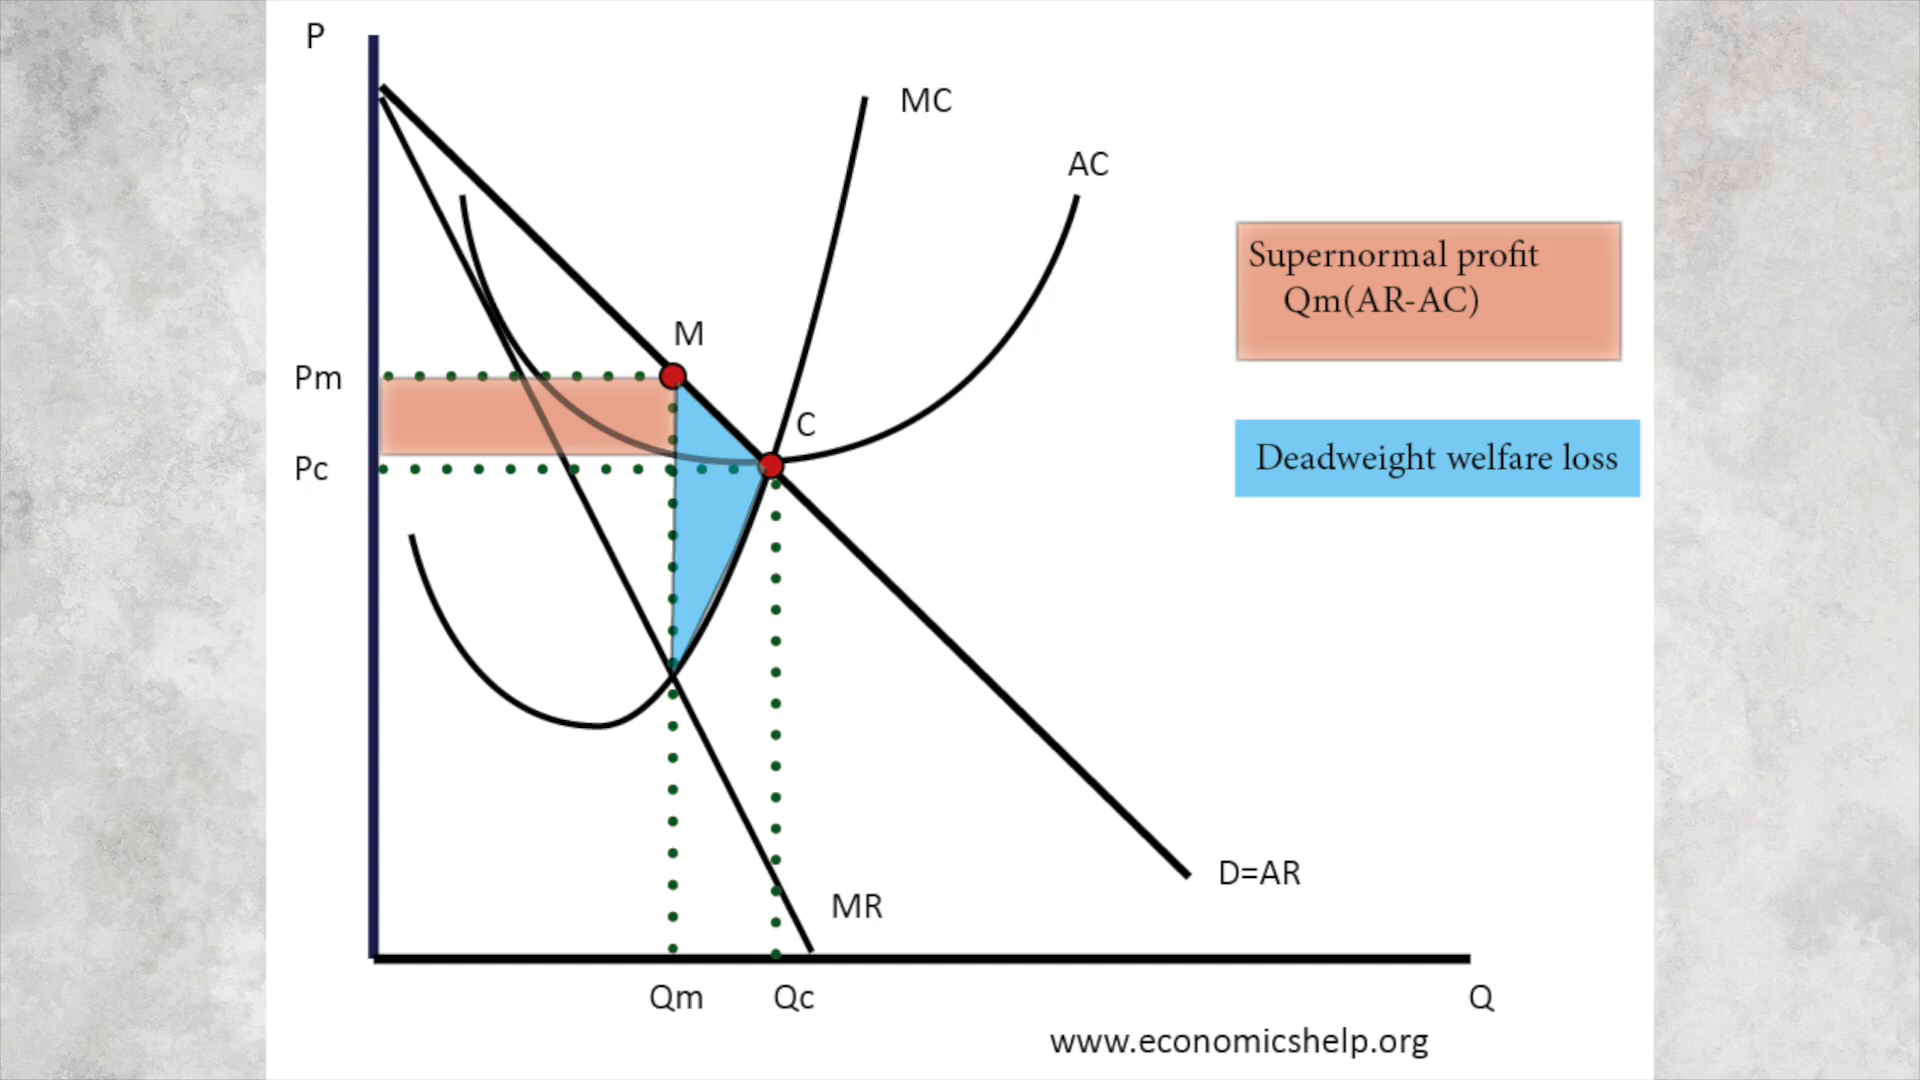 P
MC
AC
Supernormal profit
Qm(AR-AC)
M
Pm
C
Pc
Deadweight welfare loss
D=AR
MR
Qm
Qc
Q
www.economicshelp.org